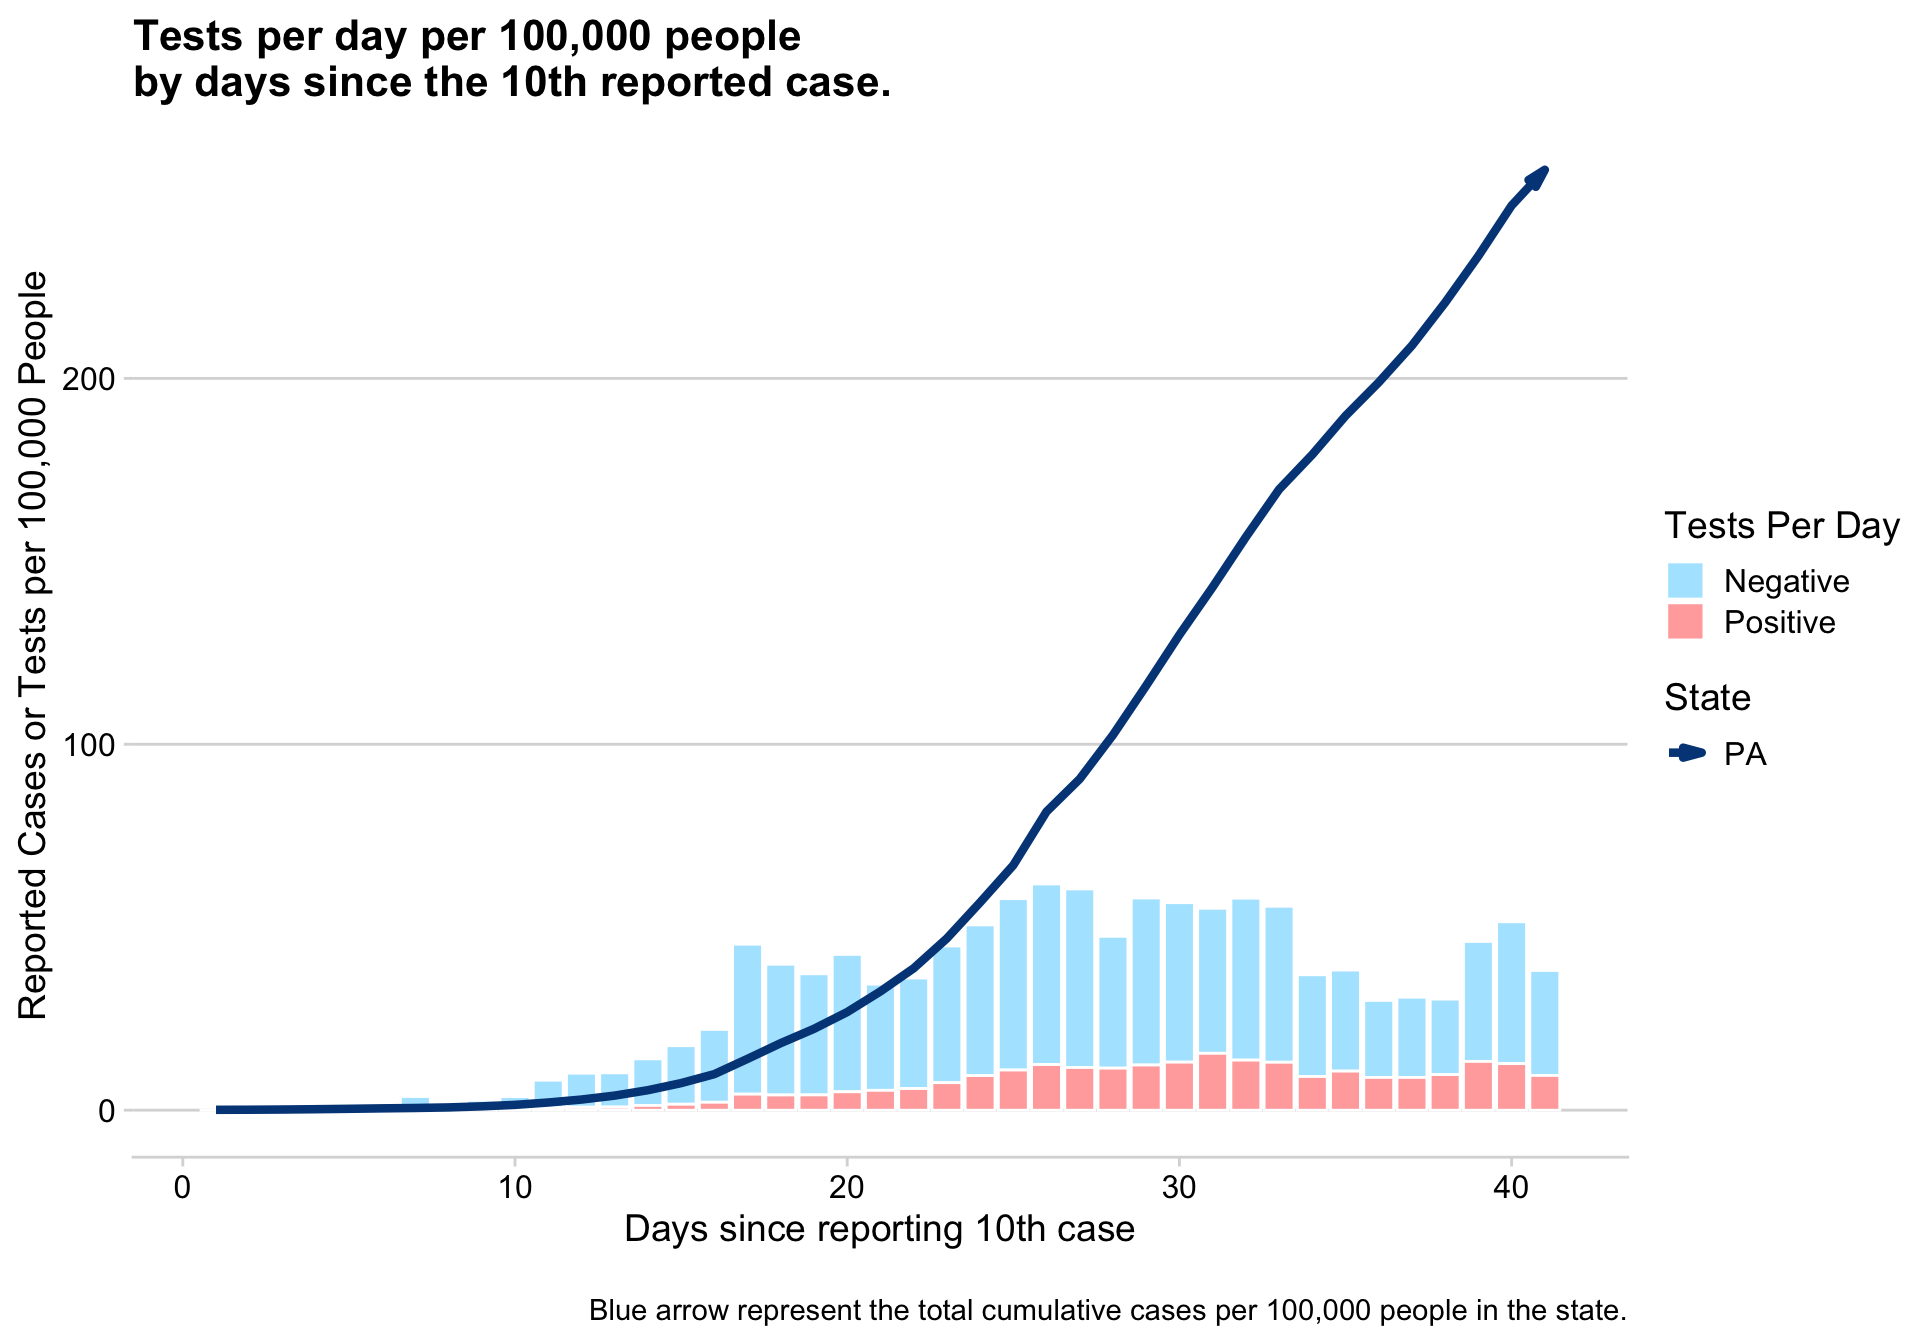 Tests per day per 100,000 people
by days since the 10th reported case.
Reported Cases or Tests per 100,000 People
200
100
0
0
10
20
30
40
Days since reporting 10th case
Tests Per Day
Negative
Positive
State
PA
Blue arrow represent the total cumulative cases per 100,000 people in the state.